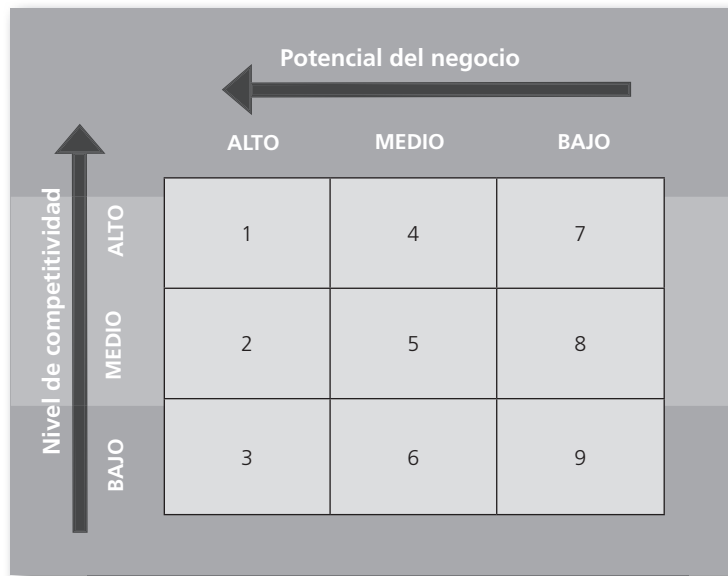 Potencial del negocio
ALTO MEDIO BAJO
Nivel de competitividad
ALTO
1 4 7
MEDIO
2 5 8
BAJO
3 6 9